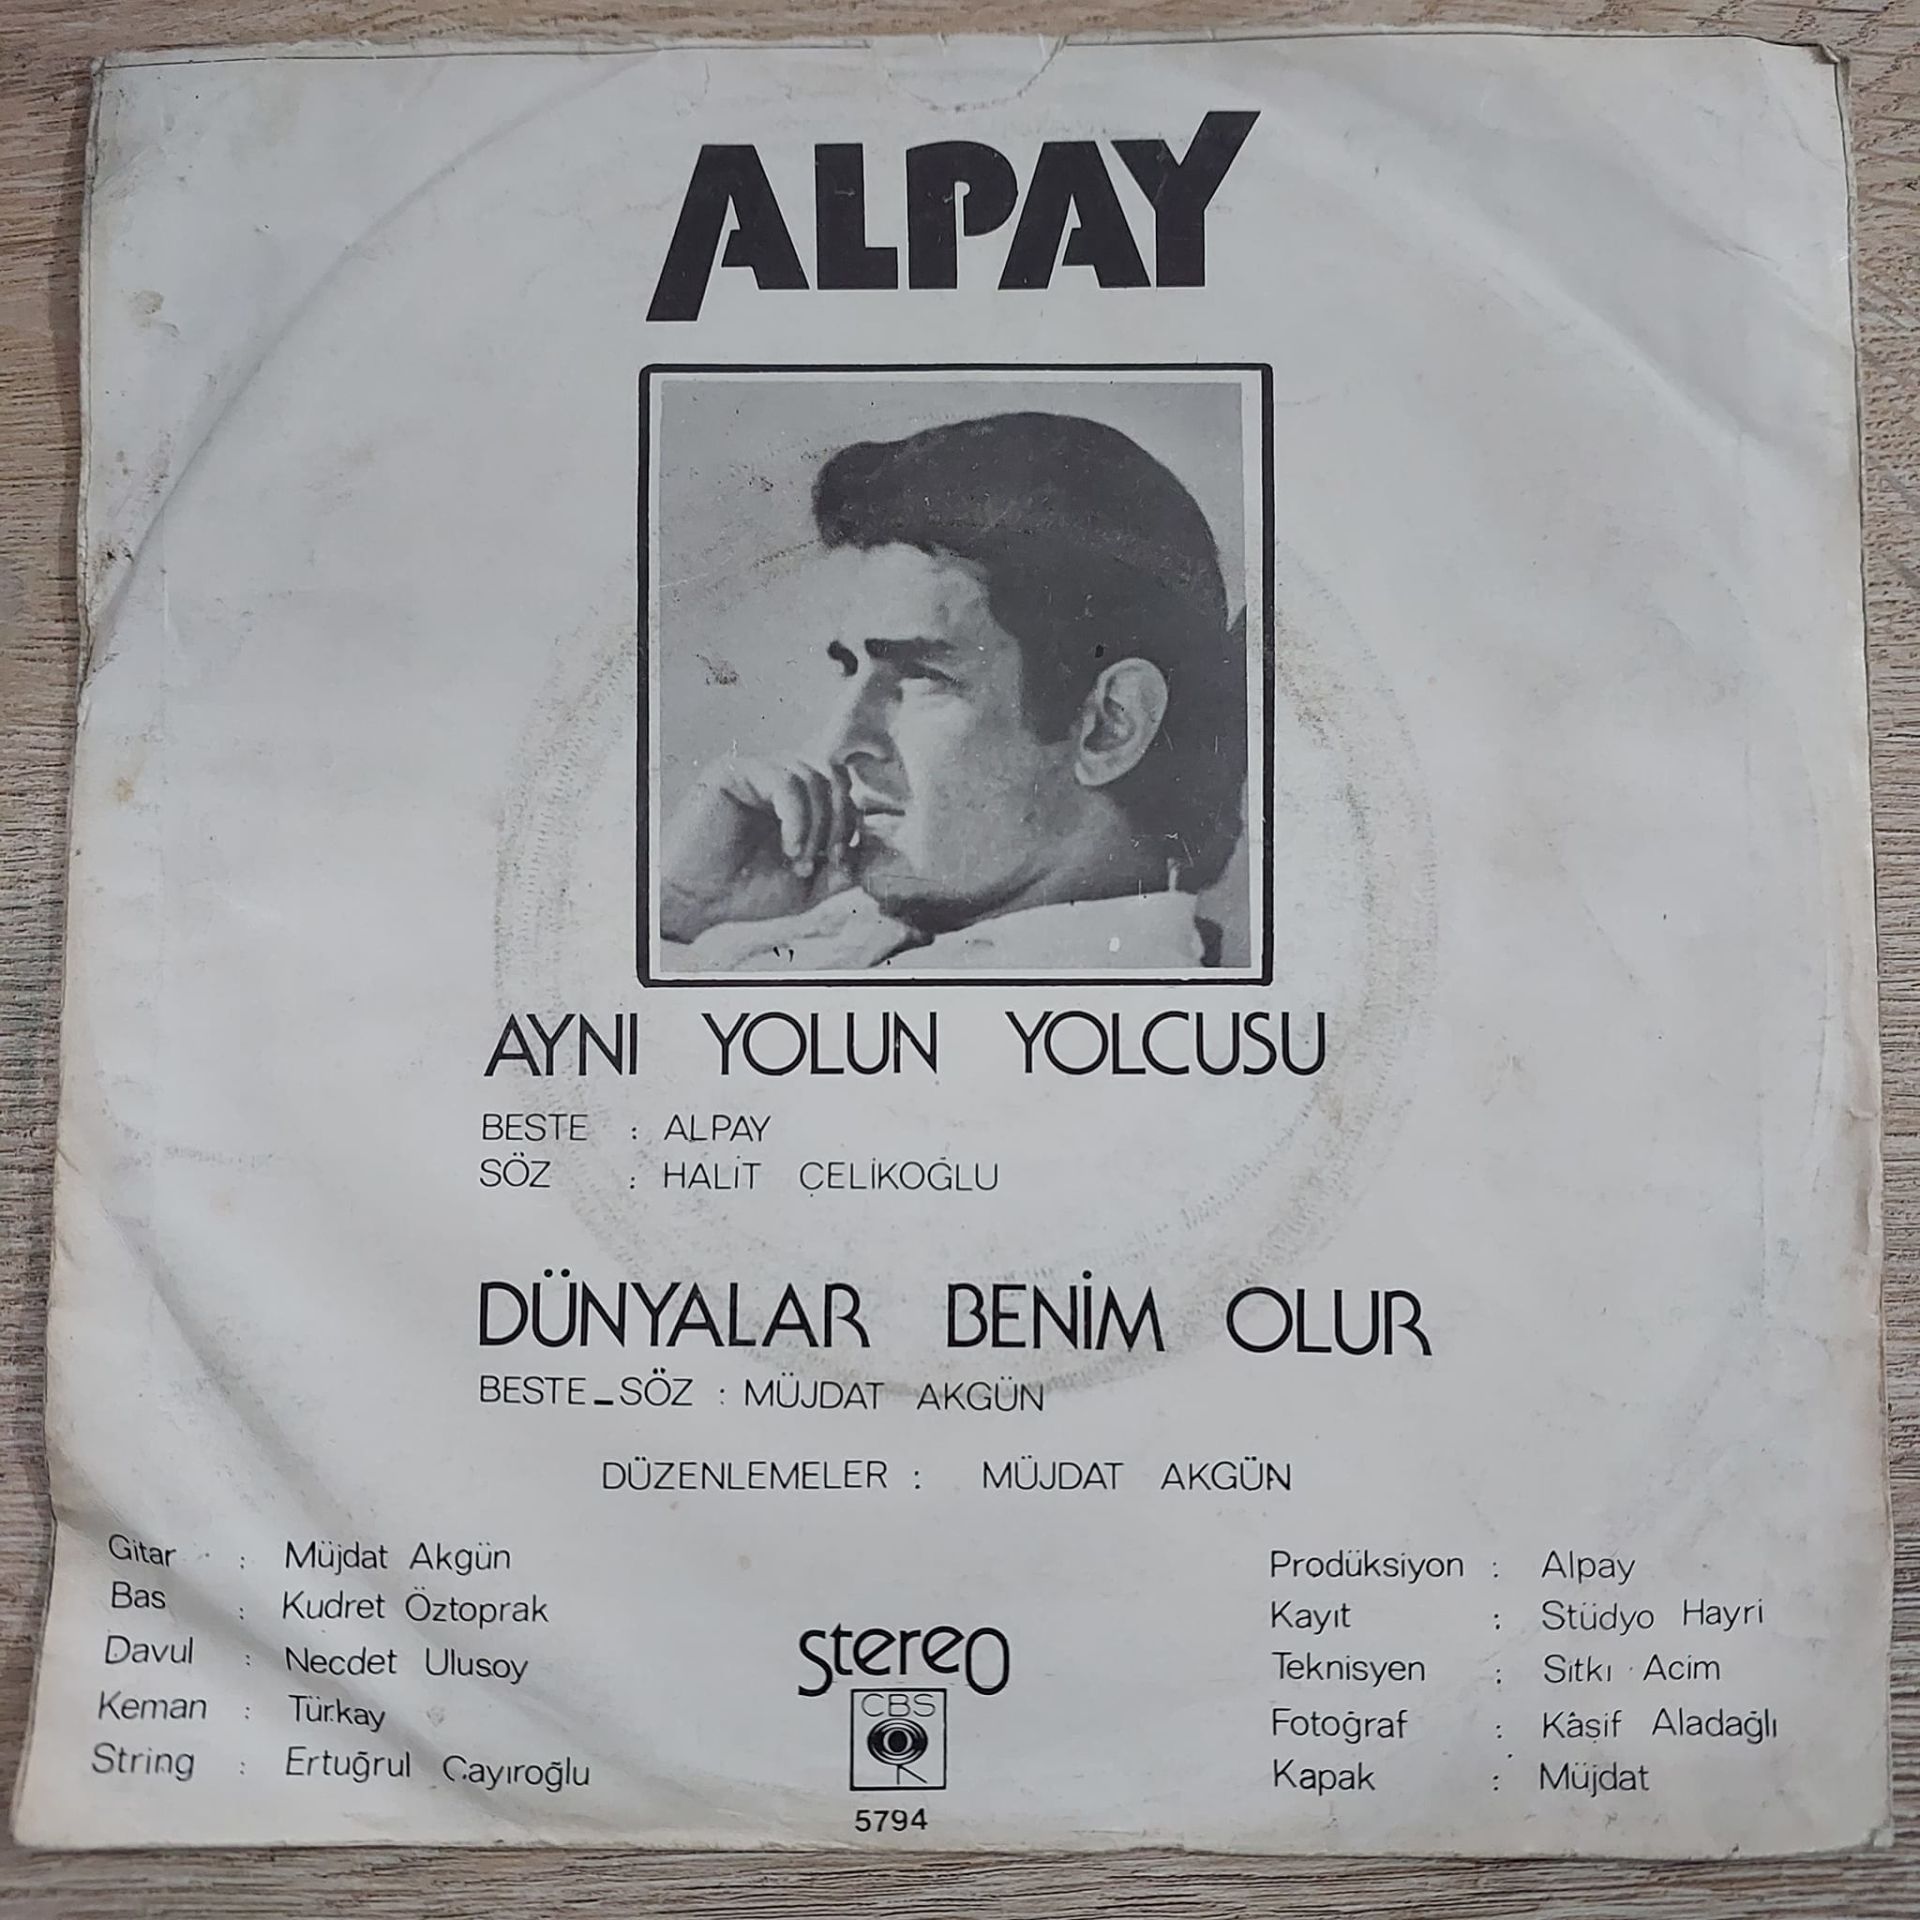 ALPAY
AYNI YOLUN YOLCUSU
BESTE : ALPAY
SÖZ : HALİT ÇELİKOĞLU
DÜNYALAR BENİM OLUR
BESTE - SÖZ : MÜJDAT AKGÜN
DÜZENLEMELER : MÜJDAT AKGÜN
Gitar : Müjdat Akgün
Bas : Kudret Öztoprak
Davul : Necdet Ulusoy
Keman : Türkay
String : Ertuğrul Çayıroğlu
Stereo
CBS
5794
Prodüksiyon : Alpay
Kayıt : Stüdyo Hayri
Teknisyen : Sıtkı Acim
Fotoğraf : Kâşif Aladağlı
Kapak : Müjdat